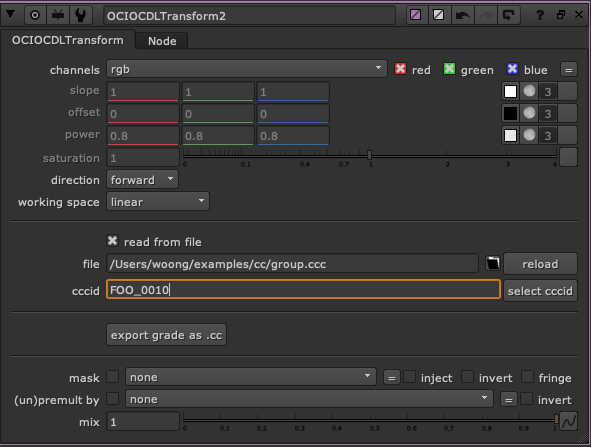 OCIOCDLTransform2
OCIOCDLTransform Node
channels rgb red green blue =
slope 1 1 1 3
offset 0 0 0 3
power 0.8 0.8 0.8 3
saturation 1 0 0.1 0.4 0.7 1 2 3 4
direction forward
working space linear
read from file
file /Users/woong/examples/cc/group.ccc reload
cccid FOO_0010 select cccid
export grade as .cc
mask none = inject invert fringe
(un)premult by none = invert
mix 1 0 0.1 0.2 0.3 0.4 0.5 0.6 0.7 0.8 0.9 1